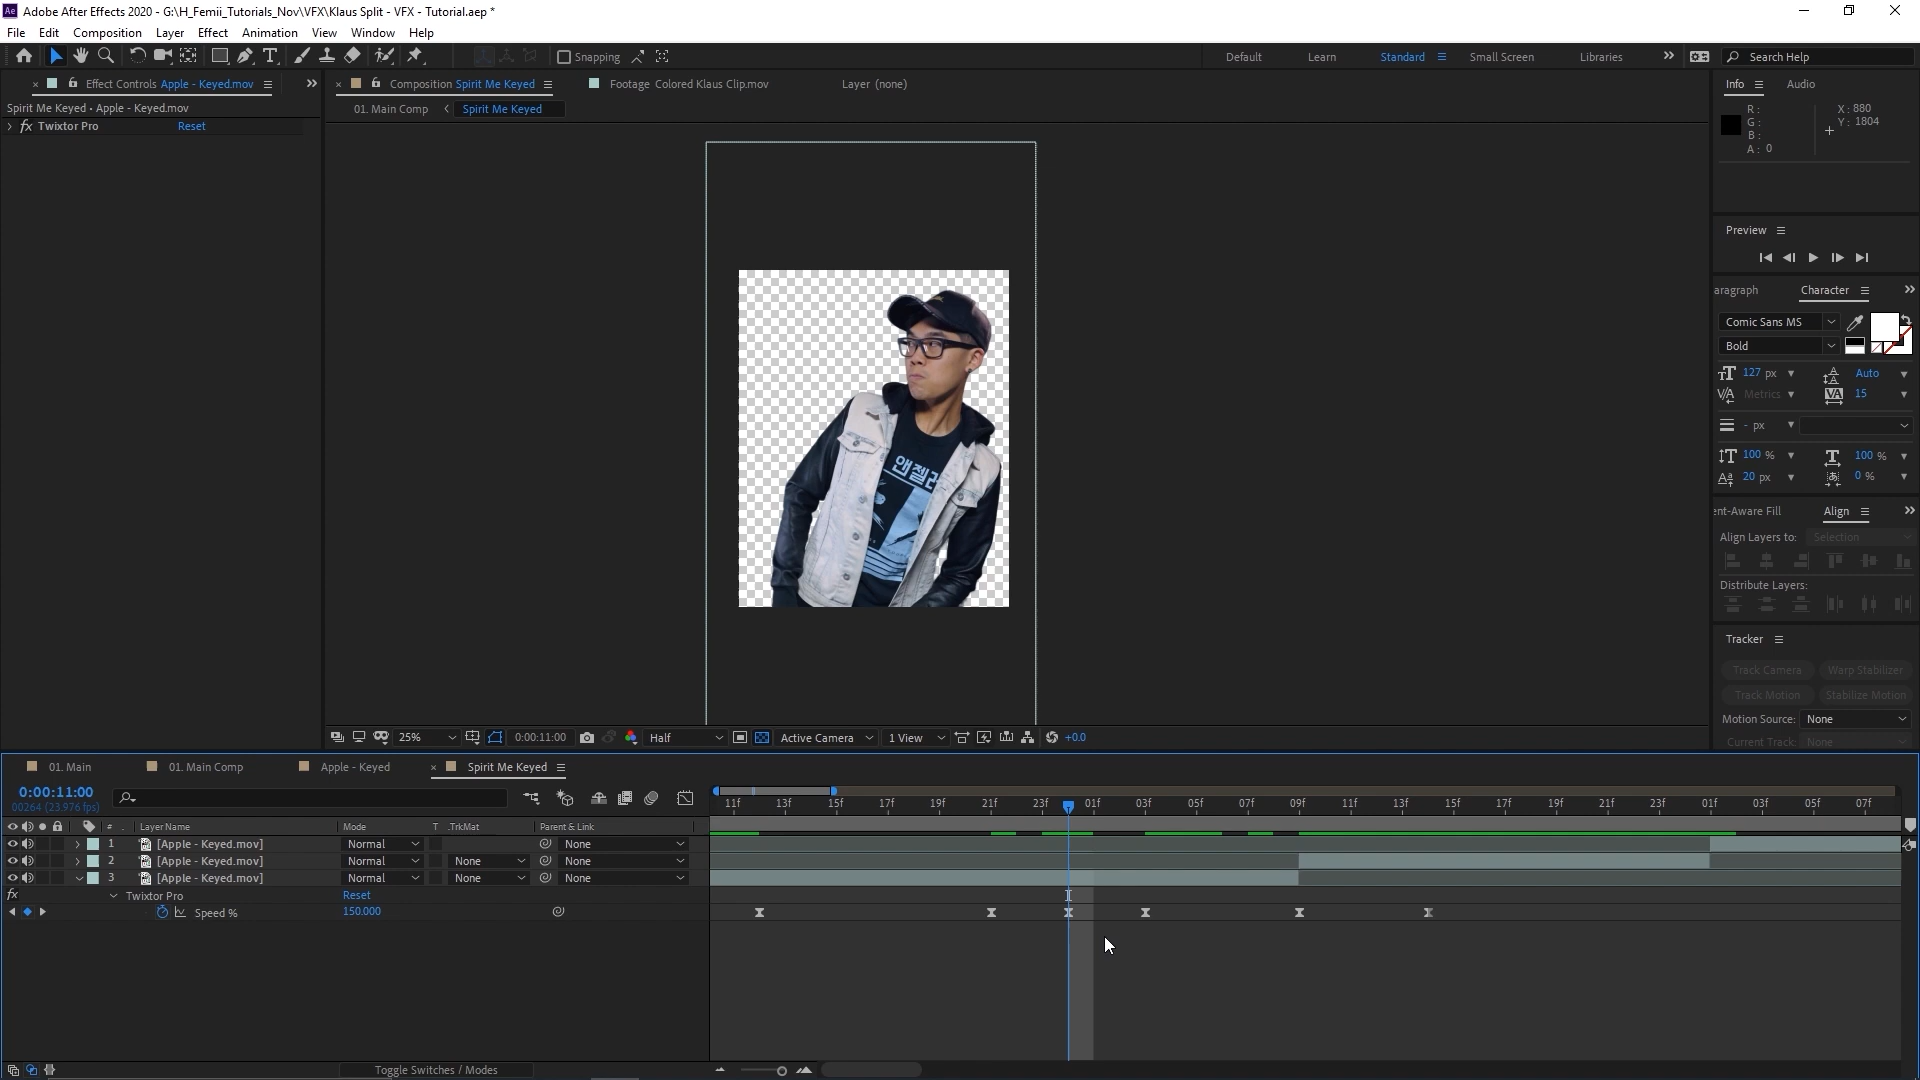 Adobe After Effects 2020 - G:\H_Femii_Tutorials_Nov\VFX\Klaus Split - VFX - Tutorial.aep *
File Edit Composition Layer Effect Animation View Window Help
Snapping Default Learn Standard Small Screen Libraries Search Help
Effect Controls Apple - Keyed.mov
Composition Spirit Me Keyed Footage Colored Klaus Clip.mov Layer (none)
Info Audio
Spirit Me Keyed • Apple - Keyed.mov
01. Main Comp Spirit Me Keyed
fx Twixtor Pro Reset
R : X : 880
G : Y : 1804
B :
A : 0
Preview
aragraph Character
Comic Sans MS
Bold
127 px Auto
Metrics 15
- px
100 % 100 %
20 px 0 %
앤젤러
ent-Aware Fill Align
Align Layers to: Selection
Distribute Layers:
Tracker
Track Camera Warp Stabilizer
Track Motion Stabilize Motion
Motion Source: None
Current Track: None
25% 0:00:11:00 Half Active Camera 1 View +0.0
01. Main 01. Main Comp Apple - Keyed Spirit Me Keyed
0:00:11:00
00264 (23.976 fps)
11f 13f 15f 17f 19f 21f 23f 01f 03f 05f 07f 09f 11f 13f 15f 17f 19f 21f 23f 01f 03f 05f 07f
# Layer Name Mode T .TrkMat Parent & Link
1 [Apple - Keyed.mov] Normal None
2 [Apple - Keyed.mov] Normal None None
3 [Apple - Keyed.mov] Normal None None
fx Twixtor Pro Reset
Speed % 150.000
Toggle Switches / Modes